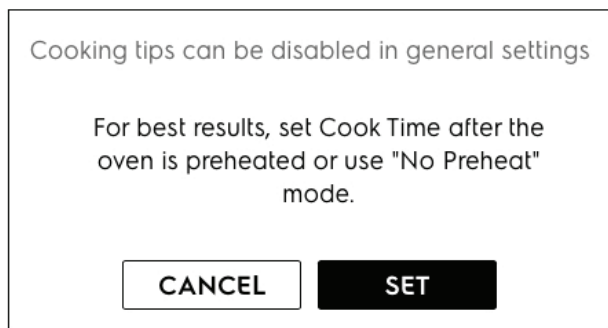 Cooking tips can be disabled in general settings
For best results, set Cook Time after the
oven is preheated or use "No Preheat"
mode.
CANCEL
SET